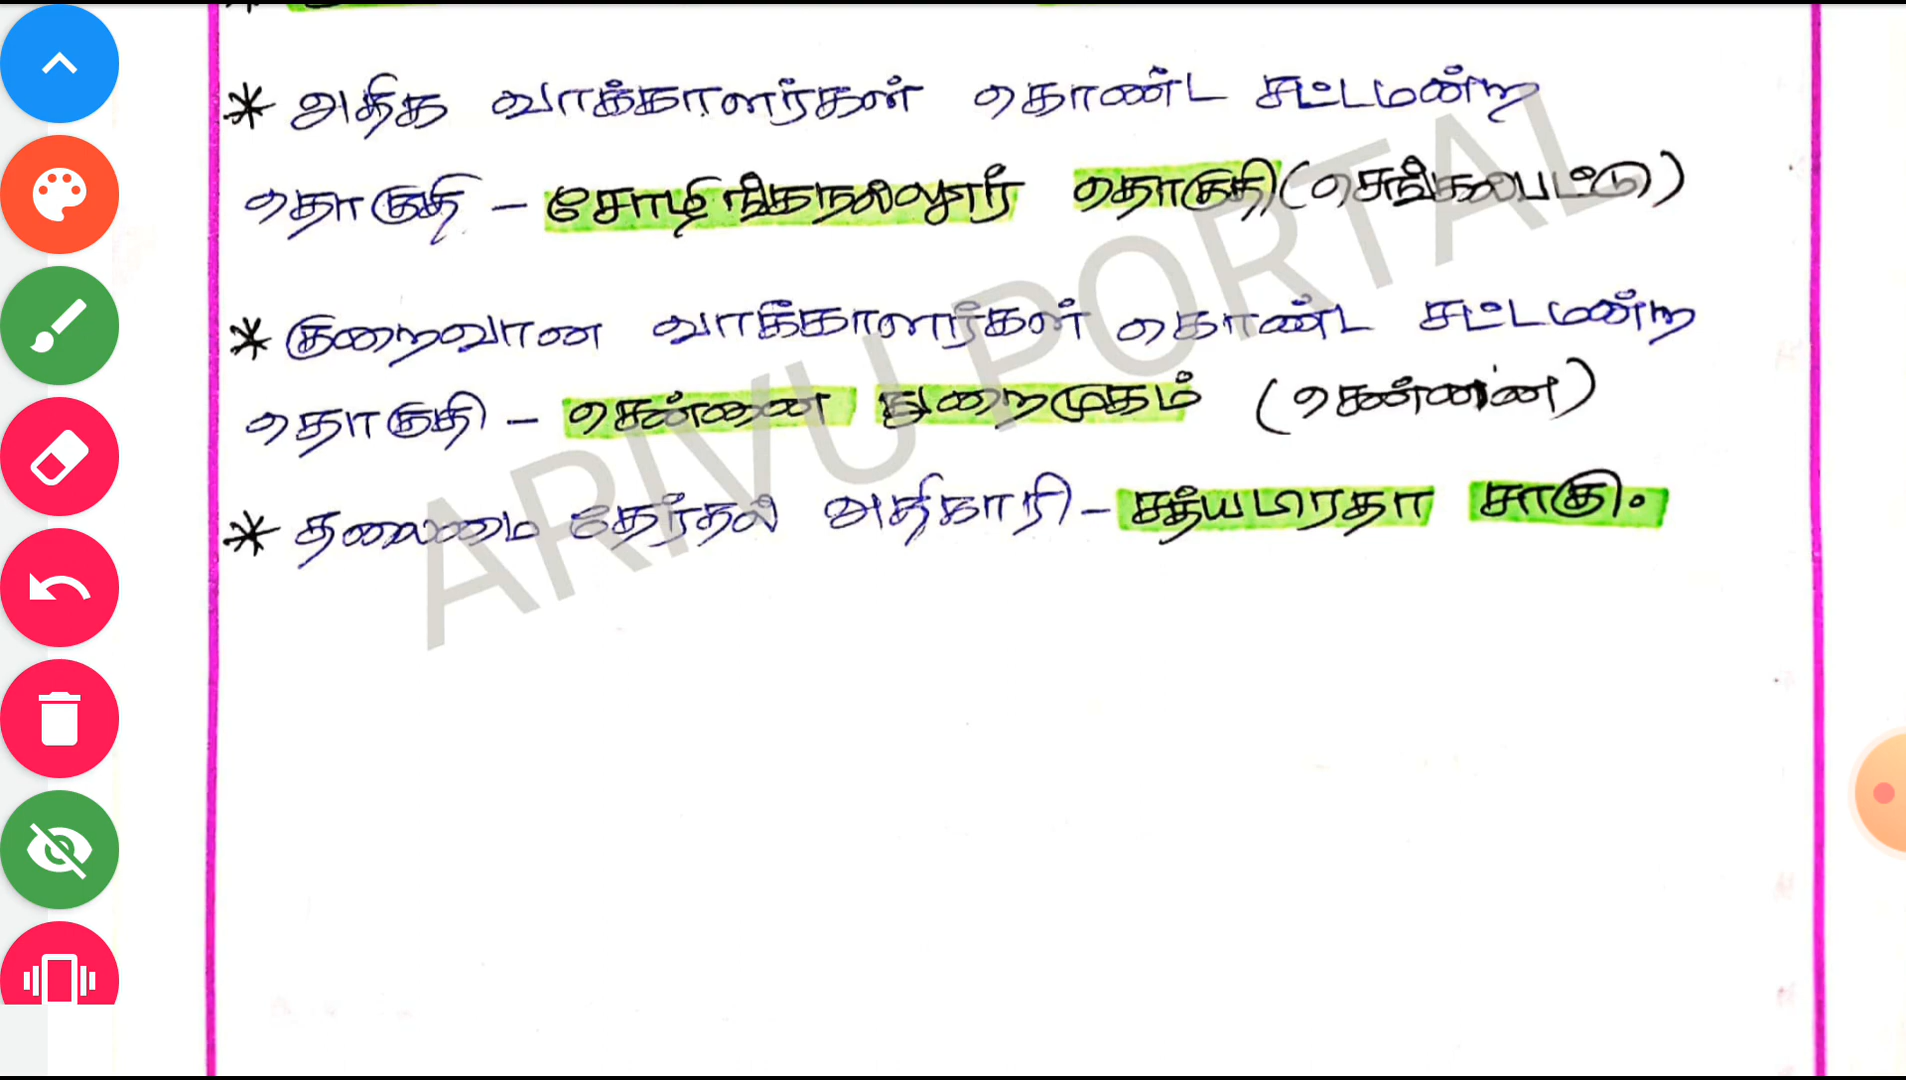 * அதிக வாக்காளர்கள் கொண்ட சட்டமன்ற
தொகுதி - சோழிங்கநல்லூர் தொகுதி (செங்கல்பட்டு)
* குறைவான வாக்காளர்கள் கொண்ட சட்டமன்ற
தொகுதி - சென்னை துறைமுகம் (சென்னை)
* தலைமை தேர்தல் அதிகாரி - சத்யபிரதா சாகு.
ARIVU PORTAL